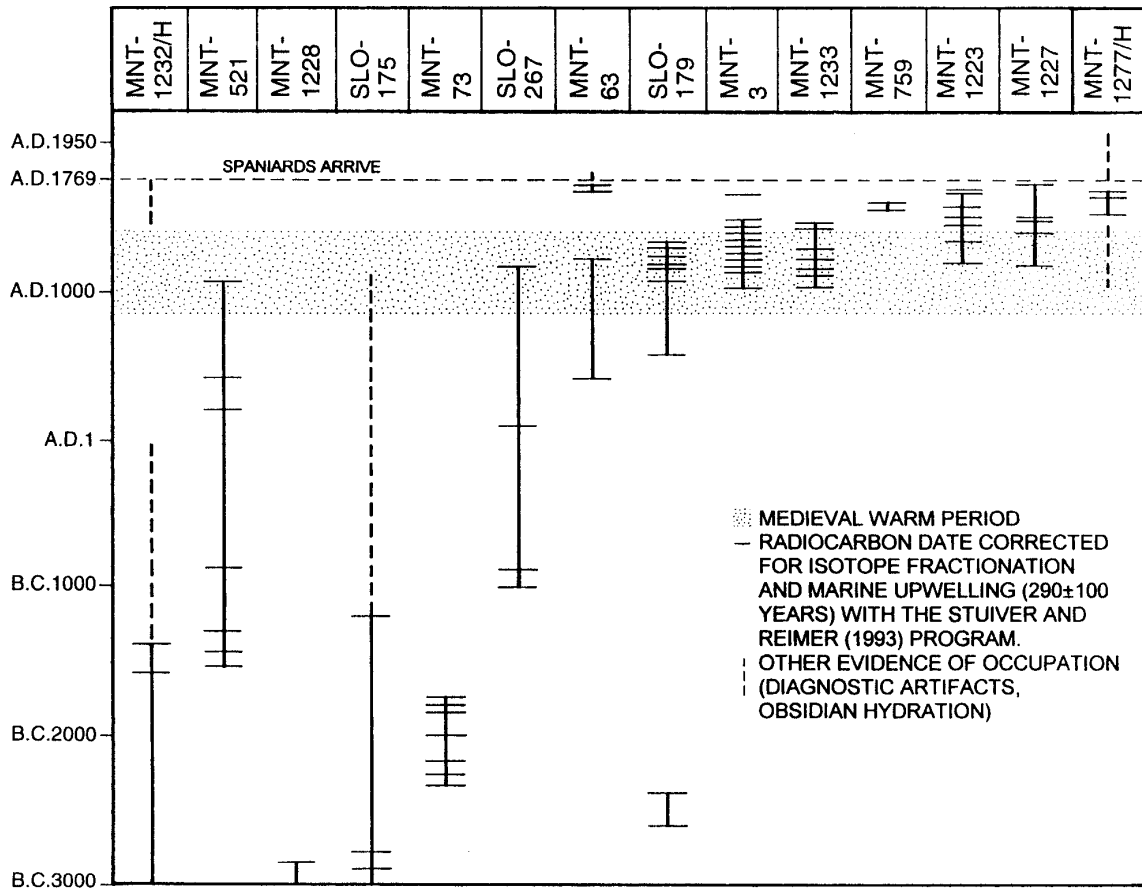 MNT-
1232/H
MNT-
521
MNT-
1228
SLO-
175
MNT-
73
SLO-
267
MNT-
63
SLO-
179
MNT-
3
MNT-
1233
MNT-
759
MNT-
1223
MNT-
1227
MNT-
1277/H
A.D.1950
A.D.1769
SPANIARDS ARRIVE
A.D.1000
A.D.1
B.C.1000
B.C.2000
B.C.3000
MEDIEVAL WARM PERIOD
RADIOCARBON DATE CORRECTED
FOR ISOTOPE FRACTIONATION
AND MARINE UPWELLING (290±100
YEARS) WITH THE STUIVER AND
REIMER (1993) PROGRAM.
OTHER EVIDENCE OF OCCUPATION
(DIAGNOSTIC ARTIFACTS,
OBSIDIAN HYDRATION)